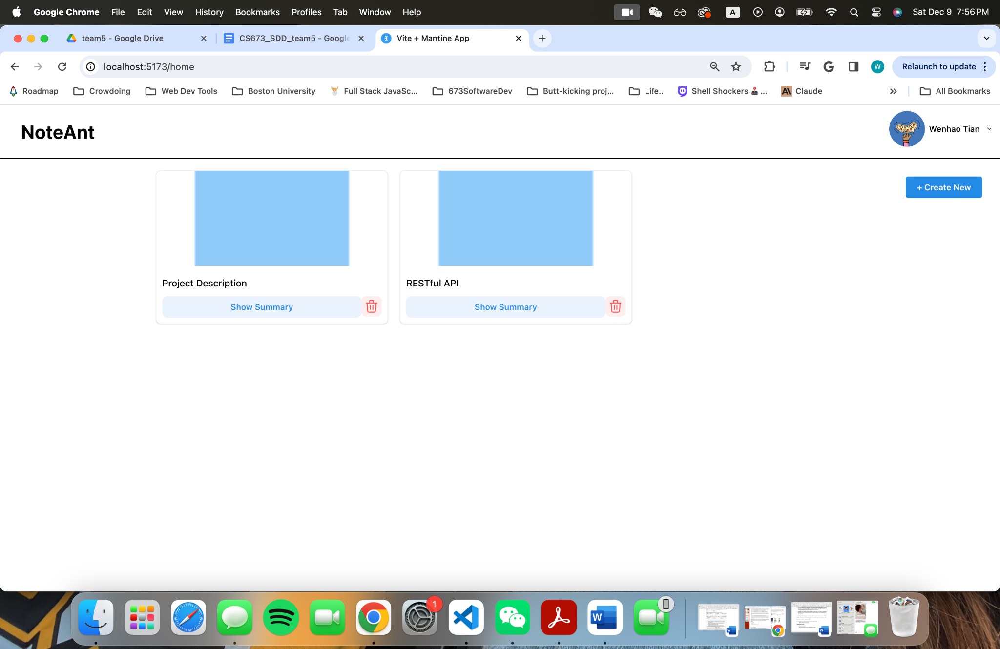 Google Chrome File Edit View History Bookmarks Profiles Tab Window Help A Sat Dec 9 7:56 PM
team5 - Google Drive CS673_SDD_team5 - Google Vite + Mantine App
localhost:5173/home W Relaunch to update
Roadmap Crowdoing Web Dev Tools Boston University Full Stack JavaSc... 673SoftwareDev Butt-kicking proj... Life.. Shell Shockers ... Claude All Bookmarks
NoteAnt
Wenhao Tian
+ Create New
Project Description
RESTful API
Show Summary
Show Summary
1
W